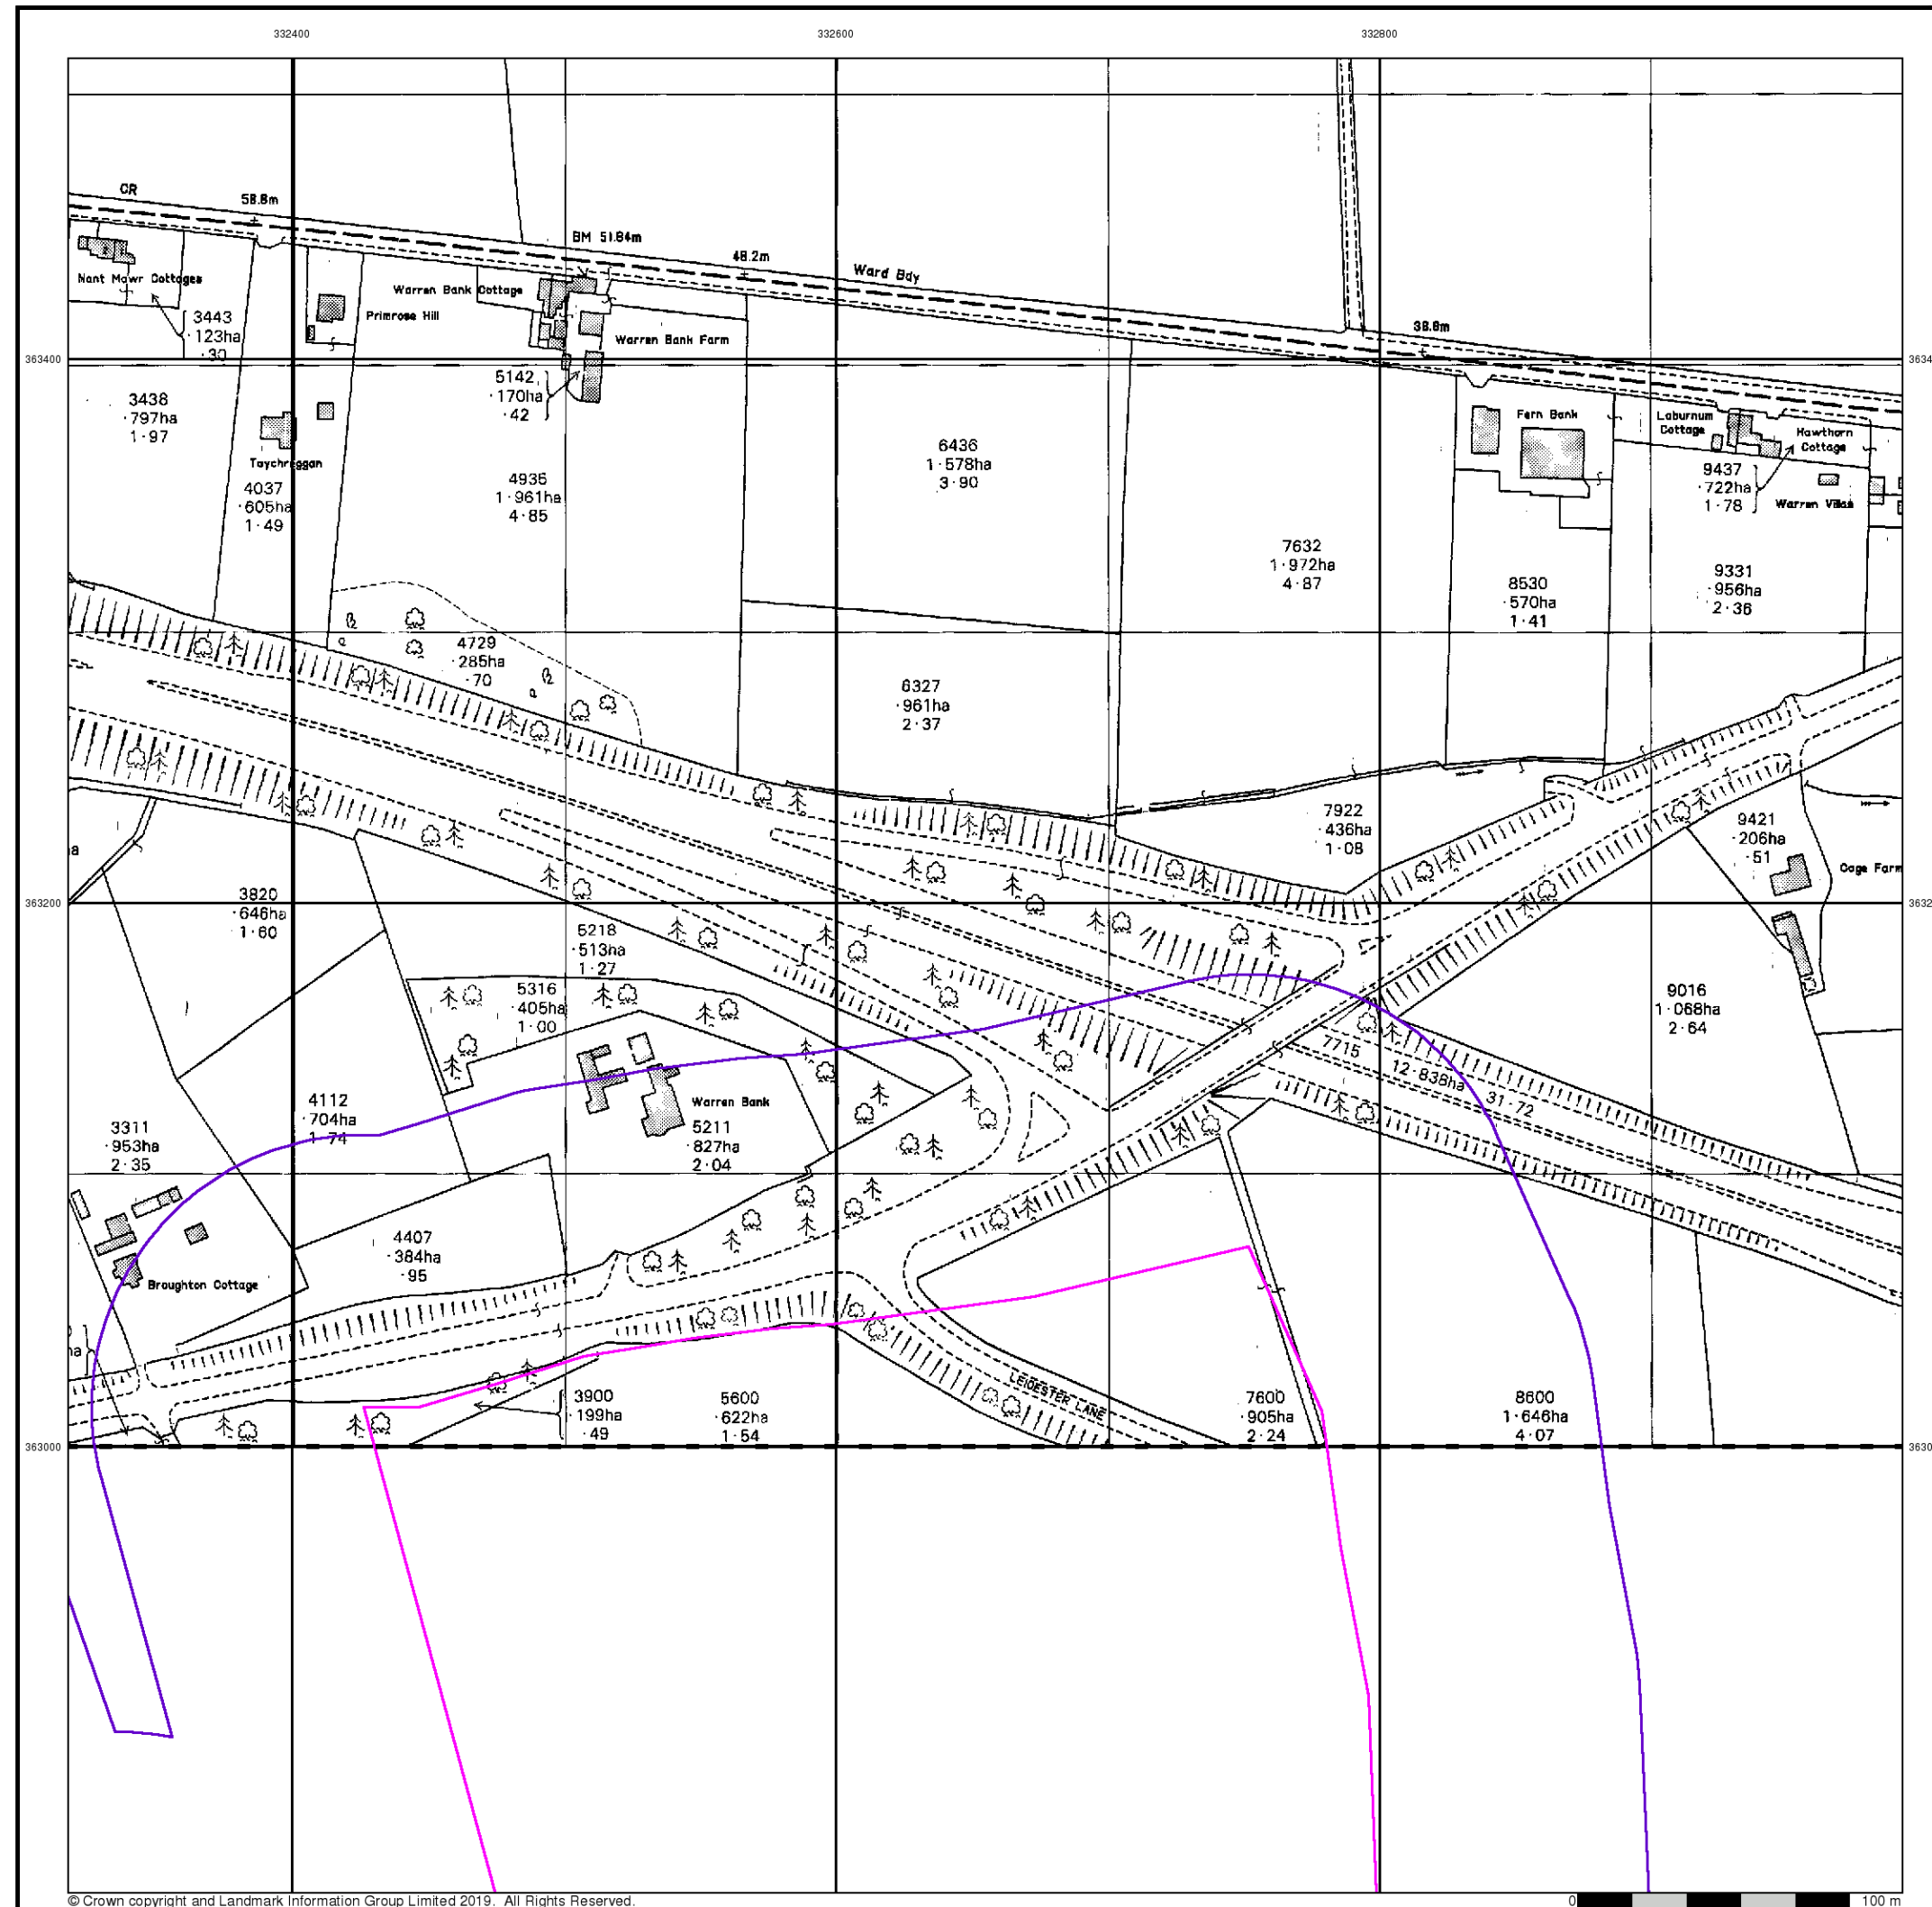 332400
332600
332800
CR
58.8m
BM 51.84m
48.2m
Ward Bdy
38.8m
Nant Mawr Cottages
Warren Bank Cottage
Primrose Hill
Warren Bank Farm
3443
·123ha
·30
363400
3634
5142
·170ha
·42
3438
·797ha
1·97
Fern Bank
Laburnum
Cottage
Hawthorn
Cottage
Taychreggan
4037
·605ha
1·49
4935
1·961ha
4·85
6436
1·578ha
3·90
9437
·722ha
1·78
Warren Villas
7632
1·972ha
4·87
8530
·570ha
1·41
9331
·956ha
2·36
4729
·285ha
·70
6327
·961ha
2·37
7922
·436ha
1·08
9421
·206ha
·51
Cage Farm
a
3820
·646ha
1·60
363200
3632
5218
·513ha
1·27
5316
·405ha
1·00
9016
1·068ha
2·64
7715
12·838ha
31·72
4112
·704ha
1·74
Warren Bank
5211
·827ha
2·04
3311
·953ha
2·35
4407
·384ha
·95
Broughton Cottage
ha
3900
·199ha
·49
5600
·622ha
1·54
LEICESTER LANE
7600
·905ha
2·24
8600
1·646ha
4·07
363000
3630
© Crown copyright and Landmark Information Group Limited 2019. All Rights Reserved.
0
100 m